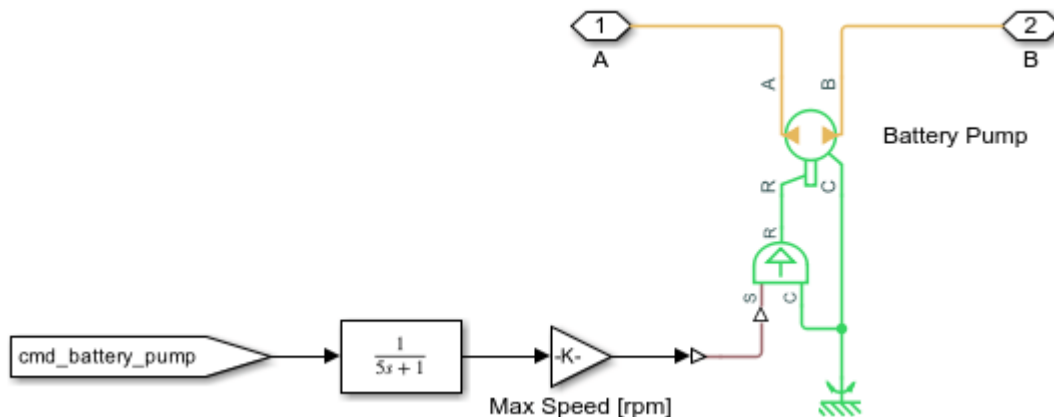 1
A
2
B
A
B
Battery Pump
R
C
R
S
C
cmd_battery_pump
1
5s + 1
-K-
Max Speed [rpm]